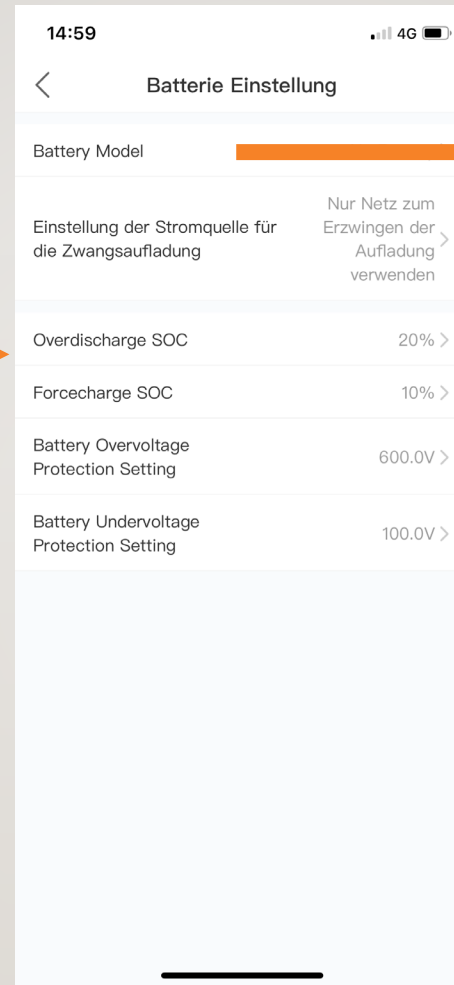 14:59
4G
Batterie Einstellung
Battery Model
Einstellung der Stromquelle für
die Zwangsaufladung
Nur Netz zum
Erzwingen der
Aufladung
verwenden
Overdischarge SOC
20%
Forcecharge SOC
10%
Battery Overvoltage
Protection Setting
600.0V
Battery Undervoltage
Protection Setting
100.0V